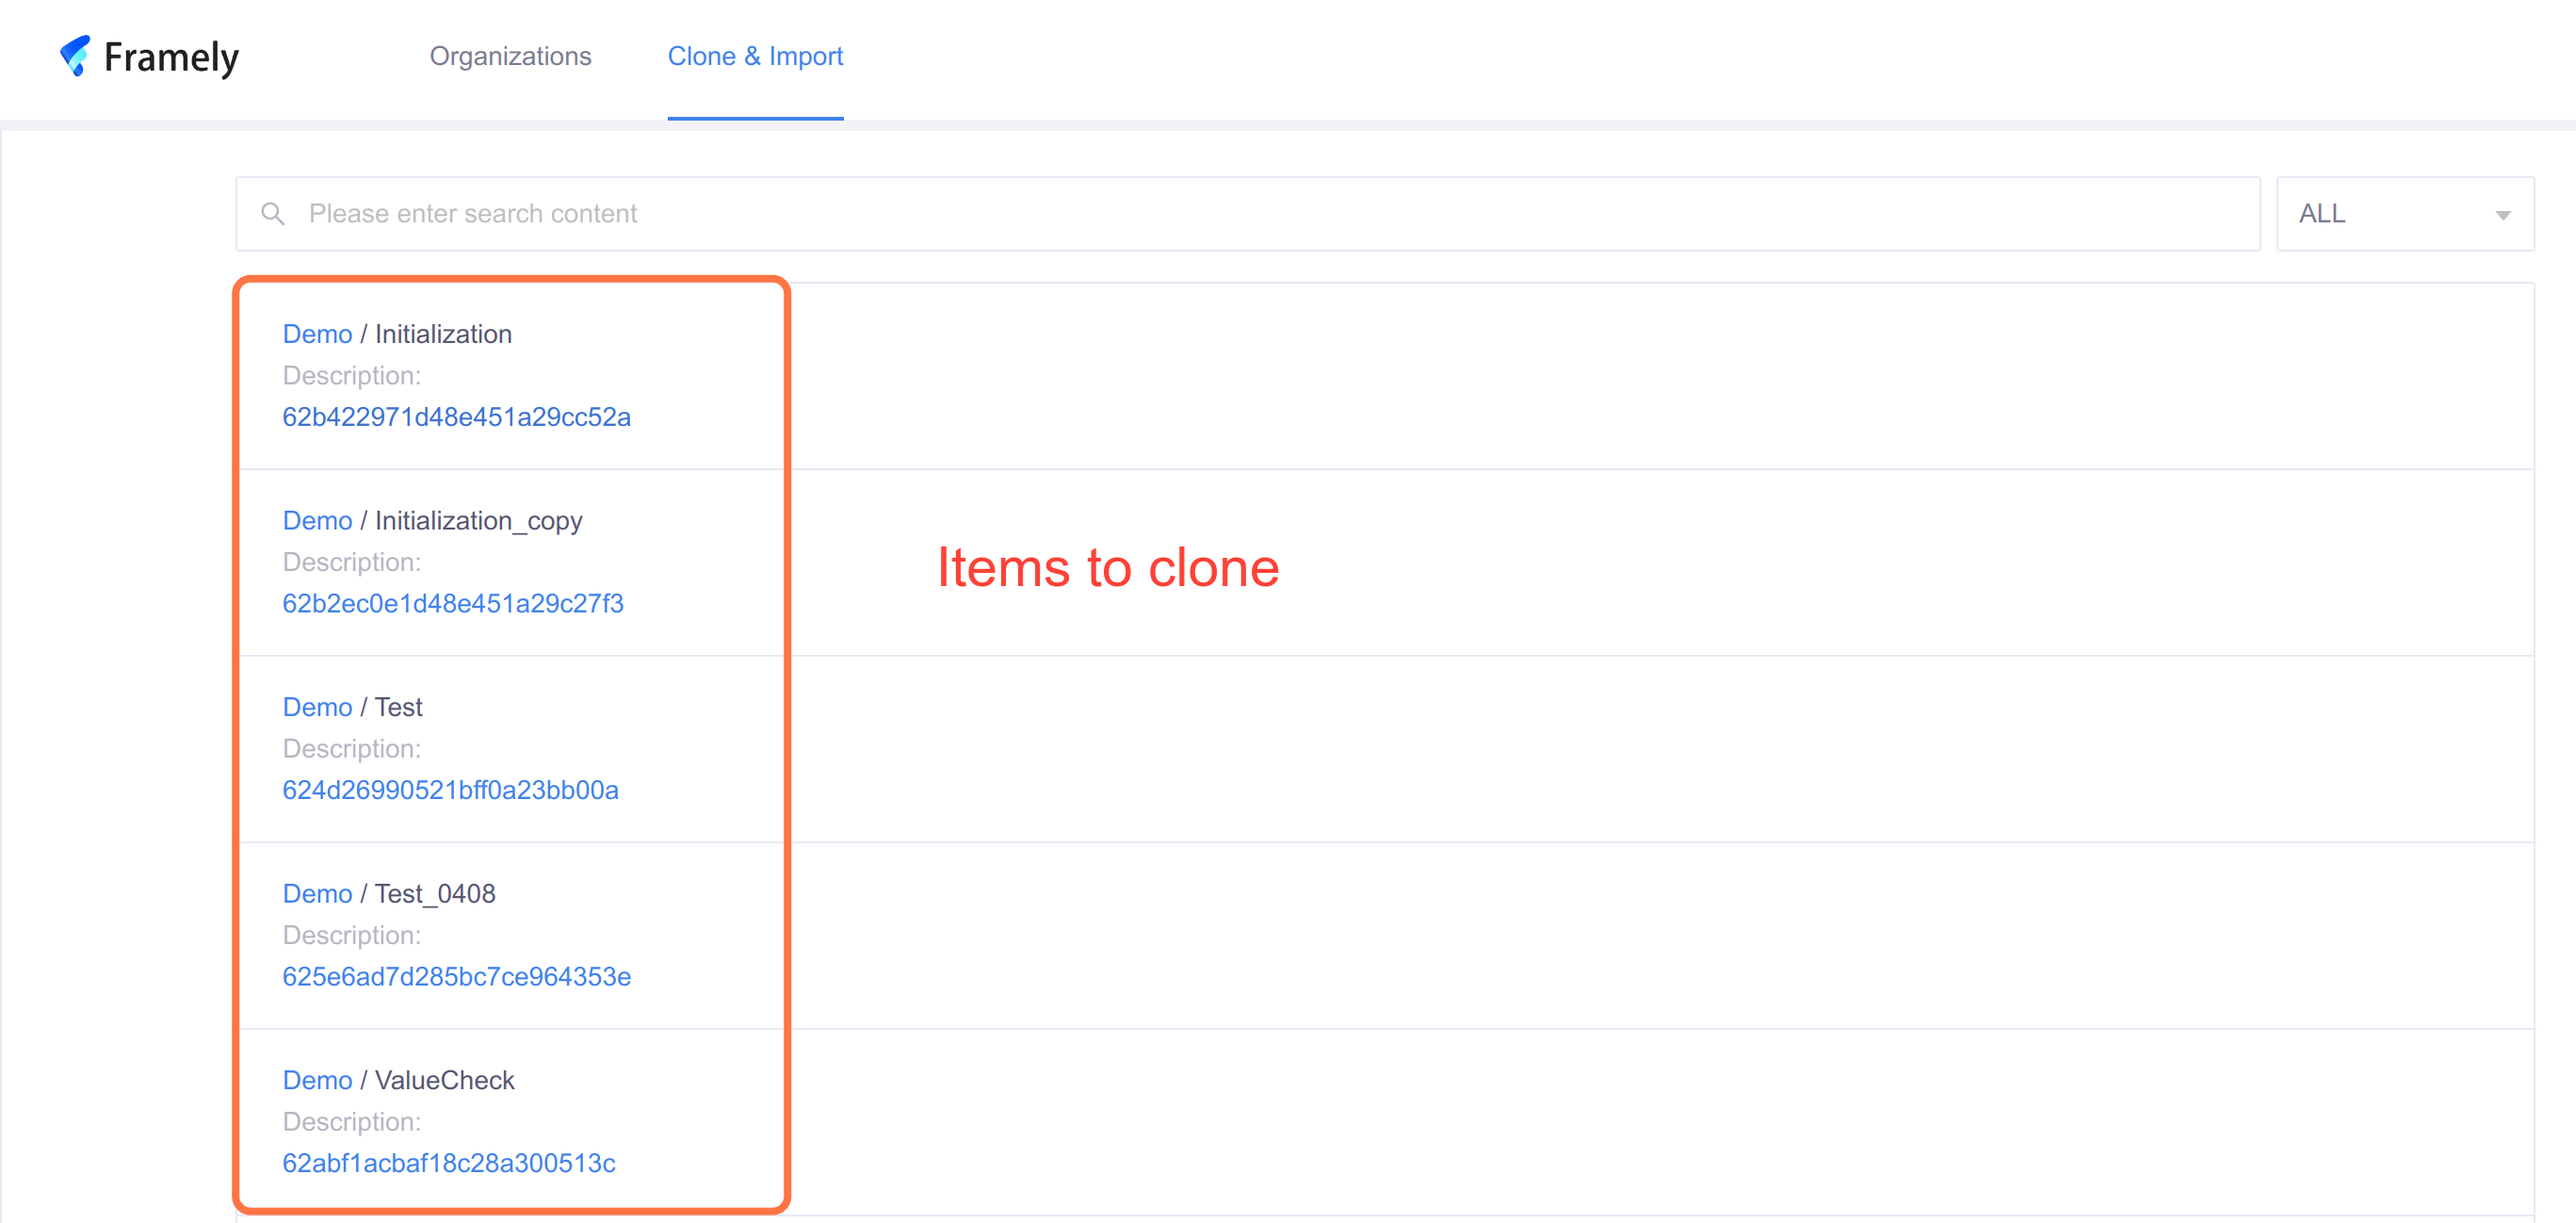 Framely
Organizations
Clone & Import
Please enter search content
ALL
Demo / Initialization
Description:
62b422971d48e451a29cc52a
Demo / Initialization_copy
Description:
62b2ec0e1d48e451a29c27f3
Items to clone
Demo / Test
Description:
624d26990521bff0a23bb00a
Demo / Test_0408
Description:
625e6ad7d285bc7ce964353e
Demo / ValueCheck
Description:
62abf1acbaf18c28a300513c